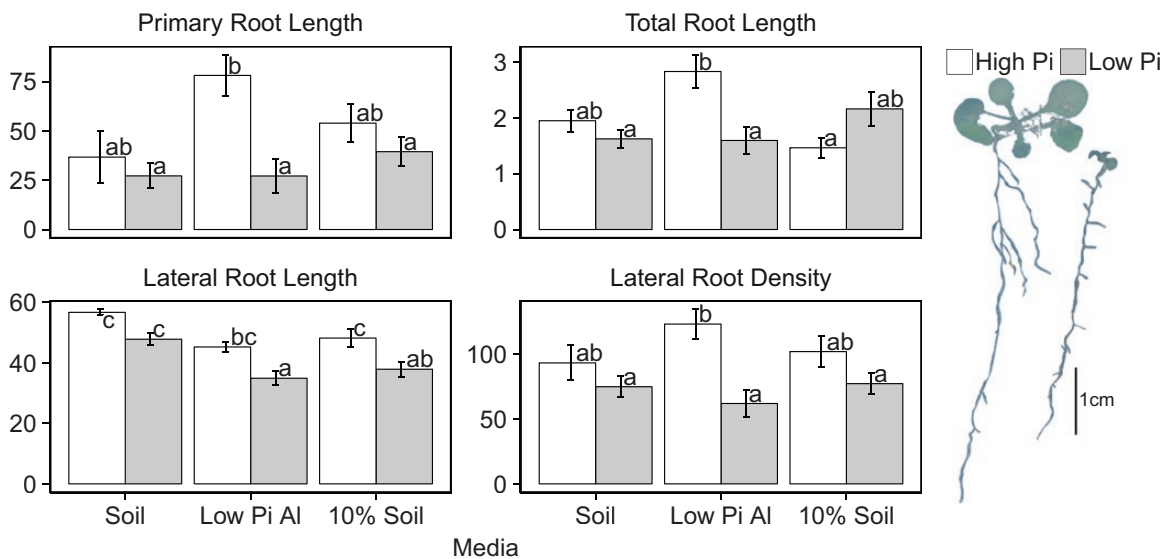 Primary Root Length
75
50
25
0
ab
a
b
a
ab
a
Total Root Length
3
2
1
0
ab
a
b
a
a
ab
High Pi Low Pi
Lateral Root Length
60
40
20
0
c
c
bc
a
c
ab
Soil Low Pi Al 10% Soil
Lateral Root Density
100
50
0
ab
a
b
a
ab
a
Soil Low Pi Al 10% Soil
Media
1cm